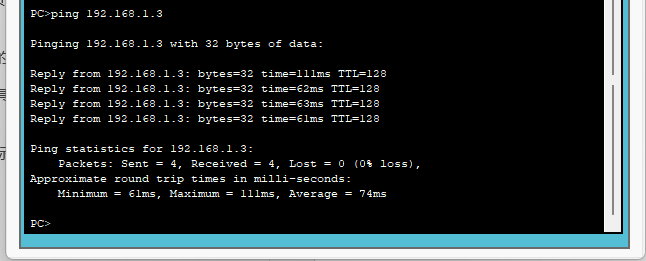 PC>ping 192.168.1.3
Pinging 192.168.1.3 with 32 bytes of data:
Reply from 192.168.1.3: bytes=32 time=111ms TTL=128
Reply from 192.168.1.3: bytes=32 time=62ms TTL=128
Reply from 192.168.1.3: bytes=32 time=63ms TTL=128
Reply from 192.168.1.3: bytes=32 time=61ms TTL=128
Ping statistics for 192.168.1.3:
Packets: Sent = 4, Received = 4, Lost = 0 (0% loss),
Approximate round trip times in milli-seconds:
Minimum = 61ms, Maximum = 111ms, Average = 74ms
PC>